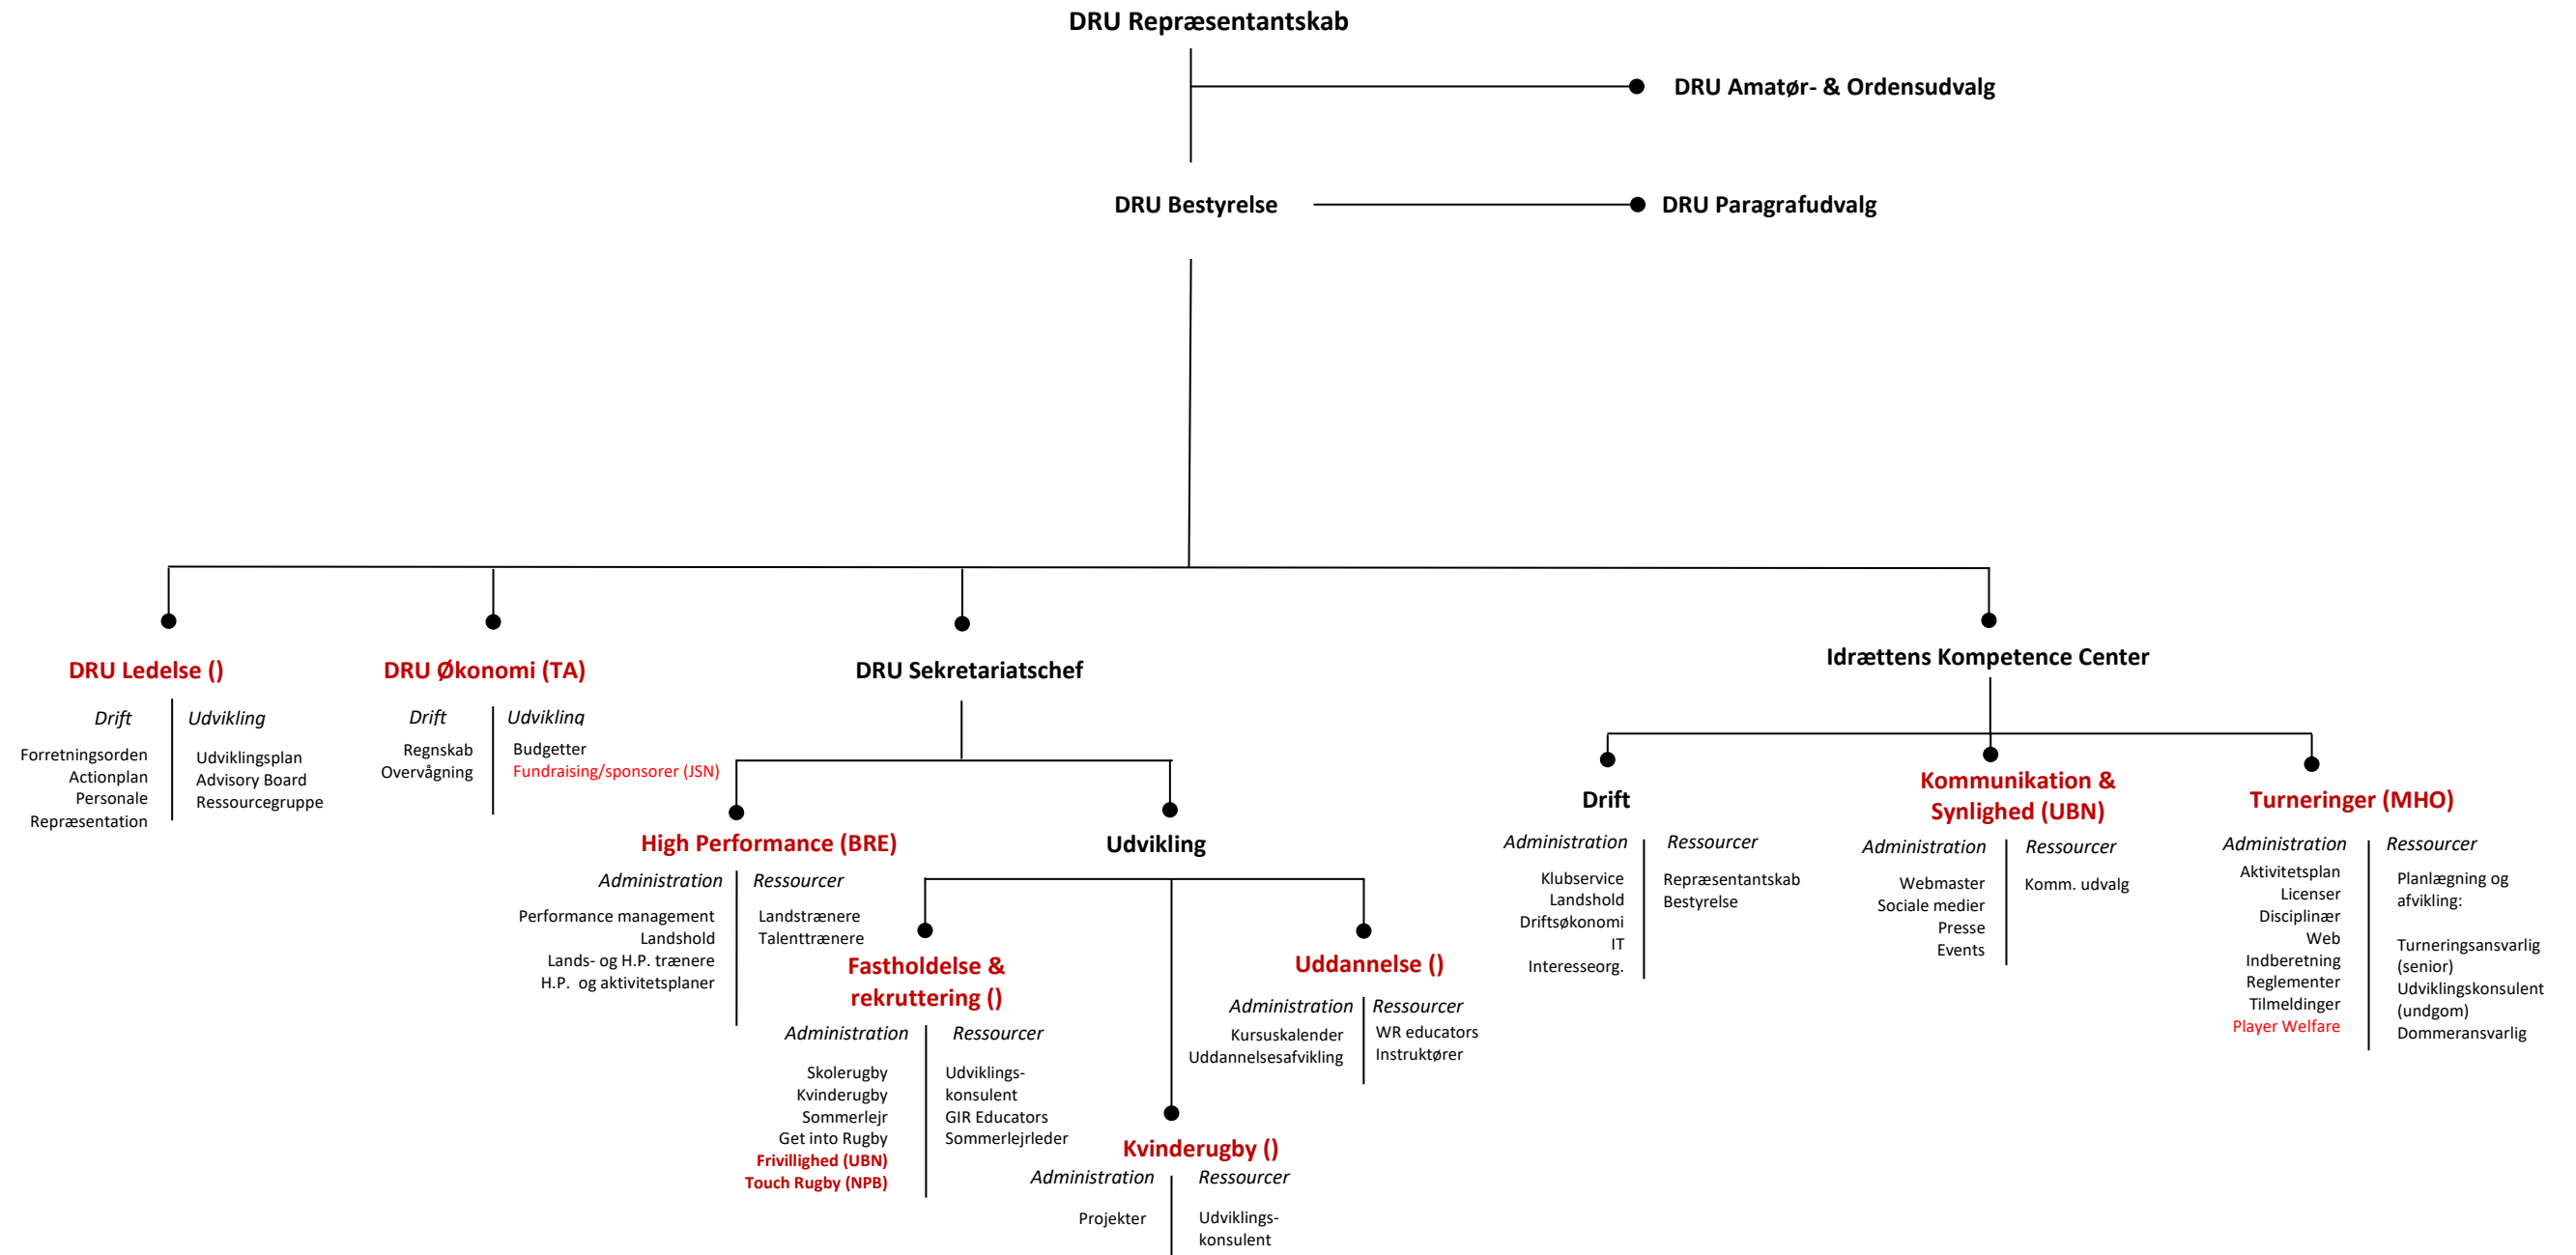 DRU Repræsentantskab
DRU Amatør- & Ordensudvalg
DRU Bestyrelse
DRU Paragrafudvalg
DRU Ledelse ()
Drift
Udvikling
Forretningsorden
Actionplan
Personale
Repræsentation
Udviklingsplan
Advisory Board
Ressourcegruppe
DRU Økonomi (TA)
Drift
Udvikling
Regnskab
Overvågning
Budgetter
Fundraising/sponsorer (JSN)
DRU Sekretariatschef
High Performance (BRE)
Administration
Ressourcer
Performance management
Landshold
Lands- og H.P. trænere
H.P. og aktivitetsplaner
Landstrænere
Talenttrænere
Udvikling
Fastholdelse &
rekruttering ()
Administration
Ressourcer
Skolerugby
Kvinderugby
Sommerlejr
Get into Rugby
Frivillighed (UBN)
Touch Rugby (NPB)
Udviklings-
konsulent
GIR Educators
Sommerlejrleder
Kvinderugby ()
Administration
Ressourcer
Projekter
Udviklings-
konsulent
Uddannelse ()
Administration
Ressourcer
Kursuskalender
Uddannelsesafvikling
WR educators
Instruktører
Idrættens Kompetence Center
Drift
Administration
Ressourcer
Klubservice
Landshold
Driftsøkonomi
IT
Interesseorg.
Repræsentantskab
Bestyrelse
Kommunikation &
Synlighed (UBN)
Administration
Ressourcer
Webmaster
Sociale medier
Presse
Events
Komm. udvalg
Turneringer (MHO)
Administration
Ressourcer
Aktivitetsplan
Licenser
Disciplinær
Web
Indberetning
Reglementer
Tilmeldinger
Player Welfare
Planlægning og
afvikling:
Turneringsansvarlig
(senior)
Udviklingskonsulent
(undgom)
Dommeransvarlig